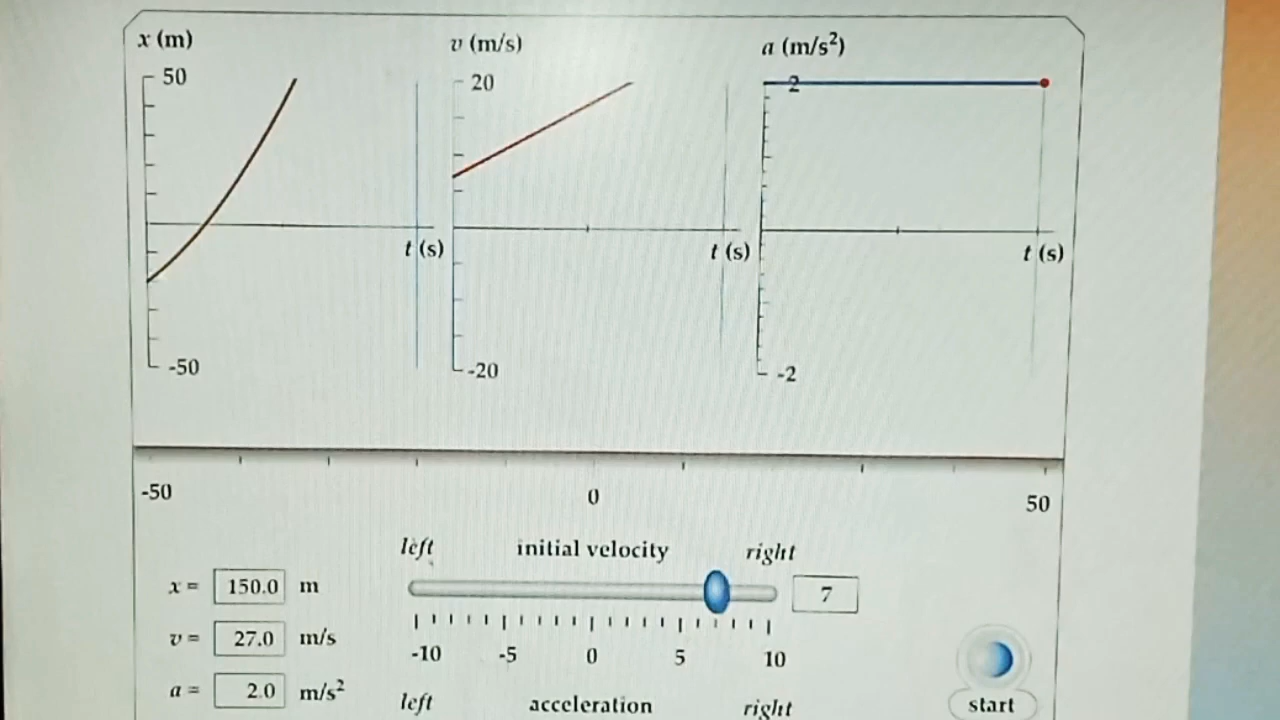 x (m)
v (m/s)
a (m/s²)
50
20
2
t (s)
t (s)
t (s)
-50
-20
-2
-50
0
50
left
initial velocity
right
x = 150.0 m
7
v = 27.0 m/s
-10
-5
0
5
10
a = 2.0 m/s²
left
acceleration
right
start